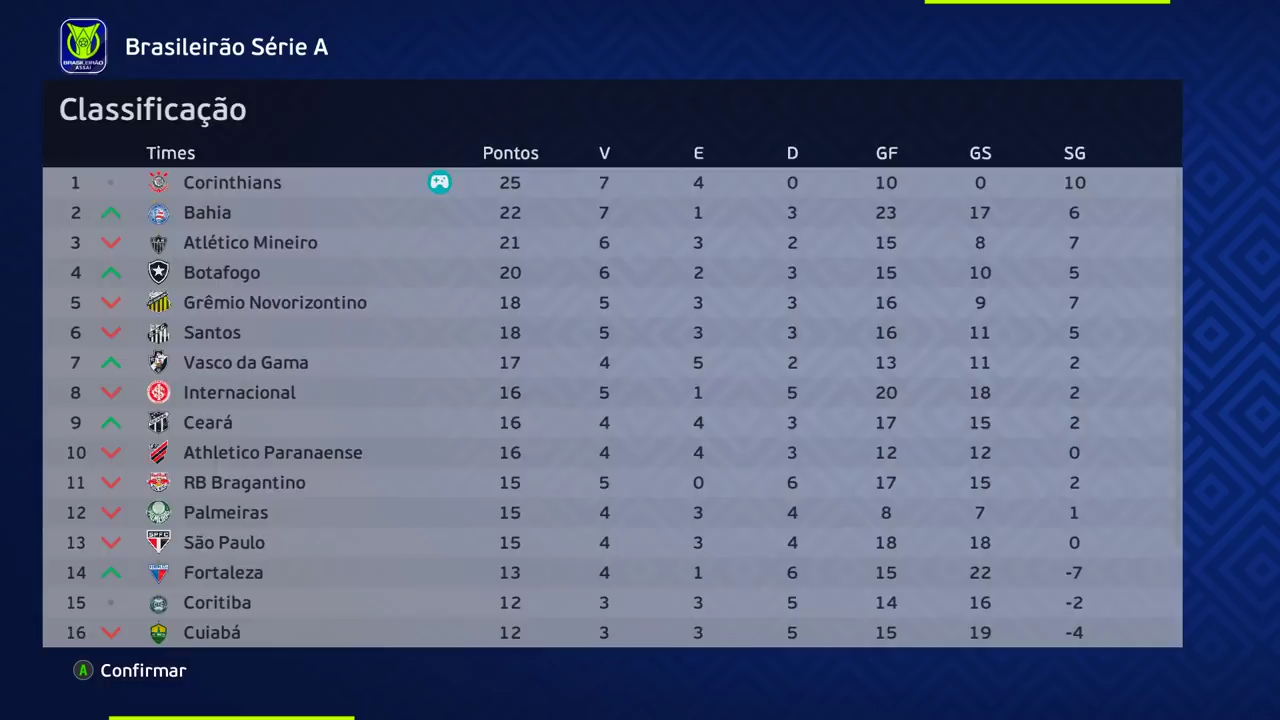 Brasileirão Série A
BRASILEIRÃO
ASSAÍ
Classificação
Times Pontos V E D GF GS SG
1 Corinthians 25 7 4 0 10 0 10
2 Bahia 22 7 1 3 23 17 6
3 Atlético Mineiro 21 6 3 2 15 8 7
4 Botafogo 20 6 2 3 15 10 5
5 Grêmio Novorizontino 18 5 3 3 16 9 7
6 Santos 18 5 3 3 16 11 5
7 Vasco da Gama 17 4 5 2 13 11 2
8 Internacional 16 5 1 5 20 18 2
9 Ceará 16 4 4 3 17 15 2
10 Athletico Paranaense 16 4 4 3 12 12 0
11 RB Bragantino 15 5 0 6 17 15 2
12 Palmeiras 15 4 3 4 8 7 1
13 São Paulo 15 4 3 4 18 18 0
14 Fortaleza 13 4 1 6 15 22 -7
15 Coritiba 12 3 3 5 14 16 -2
16 Cuiabá 12 3 3 5 15 19 -4
A Confirmar